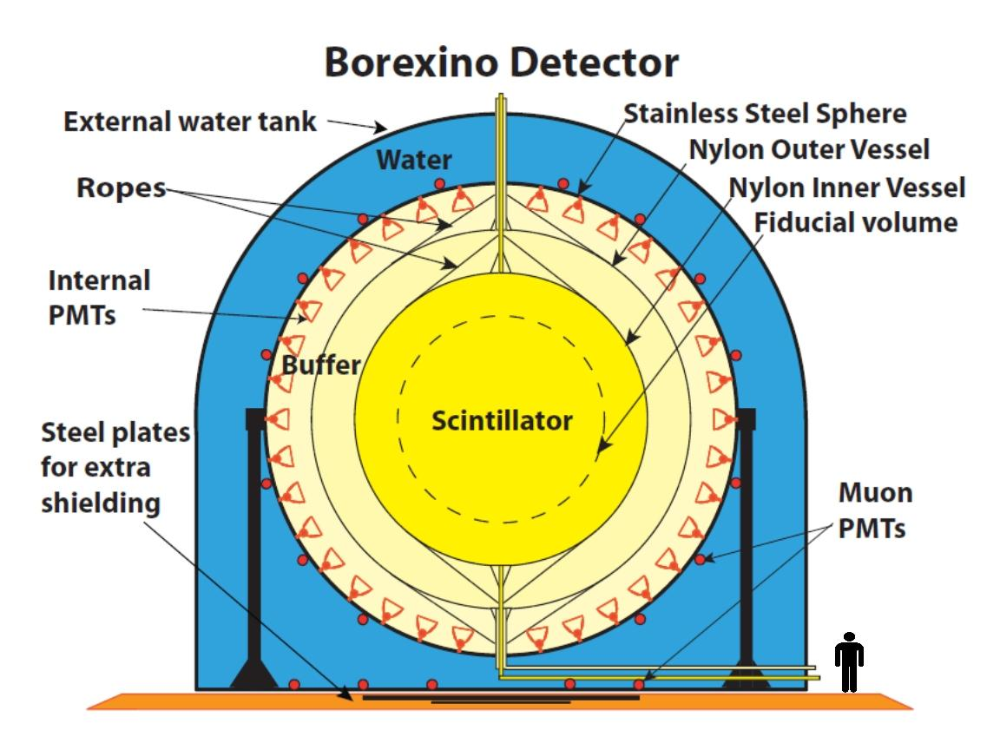 Borexino Detector
External water tank
Stainless Steel Sphere
Nylon Outer Vessel
Water
Ropes
Nylon Inner Vessel
Fiducial volume
Internal
PMTs
Buffer
Scintillator
Steel plates
for extra
shielding
Muon
PMTs